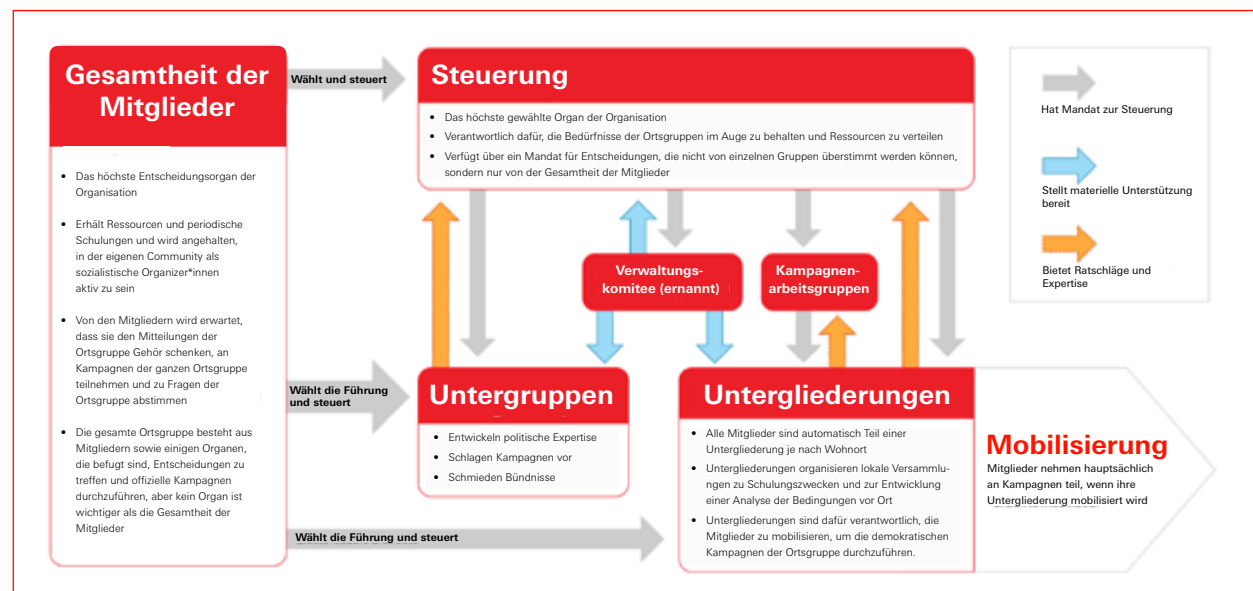 Gesamtheit der
Mitglieder
• Das höchste Entscheidungsorgan der
Organisation
• Erhält Ressourcen und periodische
Schulungen und wird angehalten,
in der eigenen Community als
sozialistische Organizer*innen
aktiv zu sein
• Von den Mitgliedern wird erwartet,
dass sie den Mitteilungen der
Ortsgruppe Gehör schenken, an
Kampagnen der ganzen Ortsgruppe
teilnehmen und zu Fragen der
Ortsgruppe abstimmen
• Die gesamte Ortsgruppe besteht aus
Mitgliedern sowie einigen Organen,
die befugt sind, Entscheidungen zu
treffen und offizielle Kampagnen
durchzuführen, aber kein Organ ist
wichtiger als die Gesamtheit der
Mitglieder
Wählt und steuert
Steuerung
• Das höchste gewählte Organ der Organisation
• Verantwortlich dafür, die Bedürfnisse der Ortsgruppen im Auge zu behalten und Ressourcen zu verteilen
• Verfügt über ein Mandat für Entscheidungen, die nicht von einzelnen Gruppen überstimmt werden können,
sondern nur von der Gesamtheit der Mitglieder
Hat Mandat zur Steuerung
Stellt materielle Unterstützung
bereit
Bietet Ratschläge und
Expertise
Verwaltungs-
komitee (ernannt)
Kampagnen-
arbeitsgruppen
Wählt die Führung
und steuert
Untergruppen
• Entwickeln politische Expertise
• Schlagen Kampagnen vor
• Schmieden Bündnisse
Untergliederungen
• Alle Mitglieder sind automatisch Teil einer
Untergliederung je nach Wohnort
• Untergliederungen organisieren lokale Versammlu-
ngen zu Schulungszwecken und zur Entwicklung
einer Analyse der Bedingungen vor Ort
• Untergliederungen sind dafür verantwortlich, die
Mitglieder zu mobilisieren, um die demokratischen
Kampagnen der Ortsgruppe durchzuführen.
Mobilisierung
Mitglieder nehmen hauptsächlich
an Kampagnen teil, wenn ihre
Untergliederung mobilisiert wird
Wählt die Führung und steuert